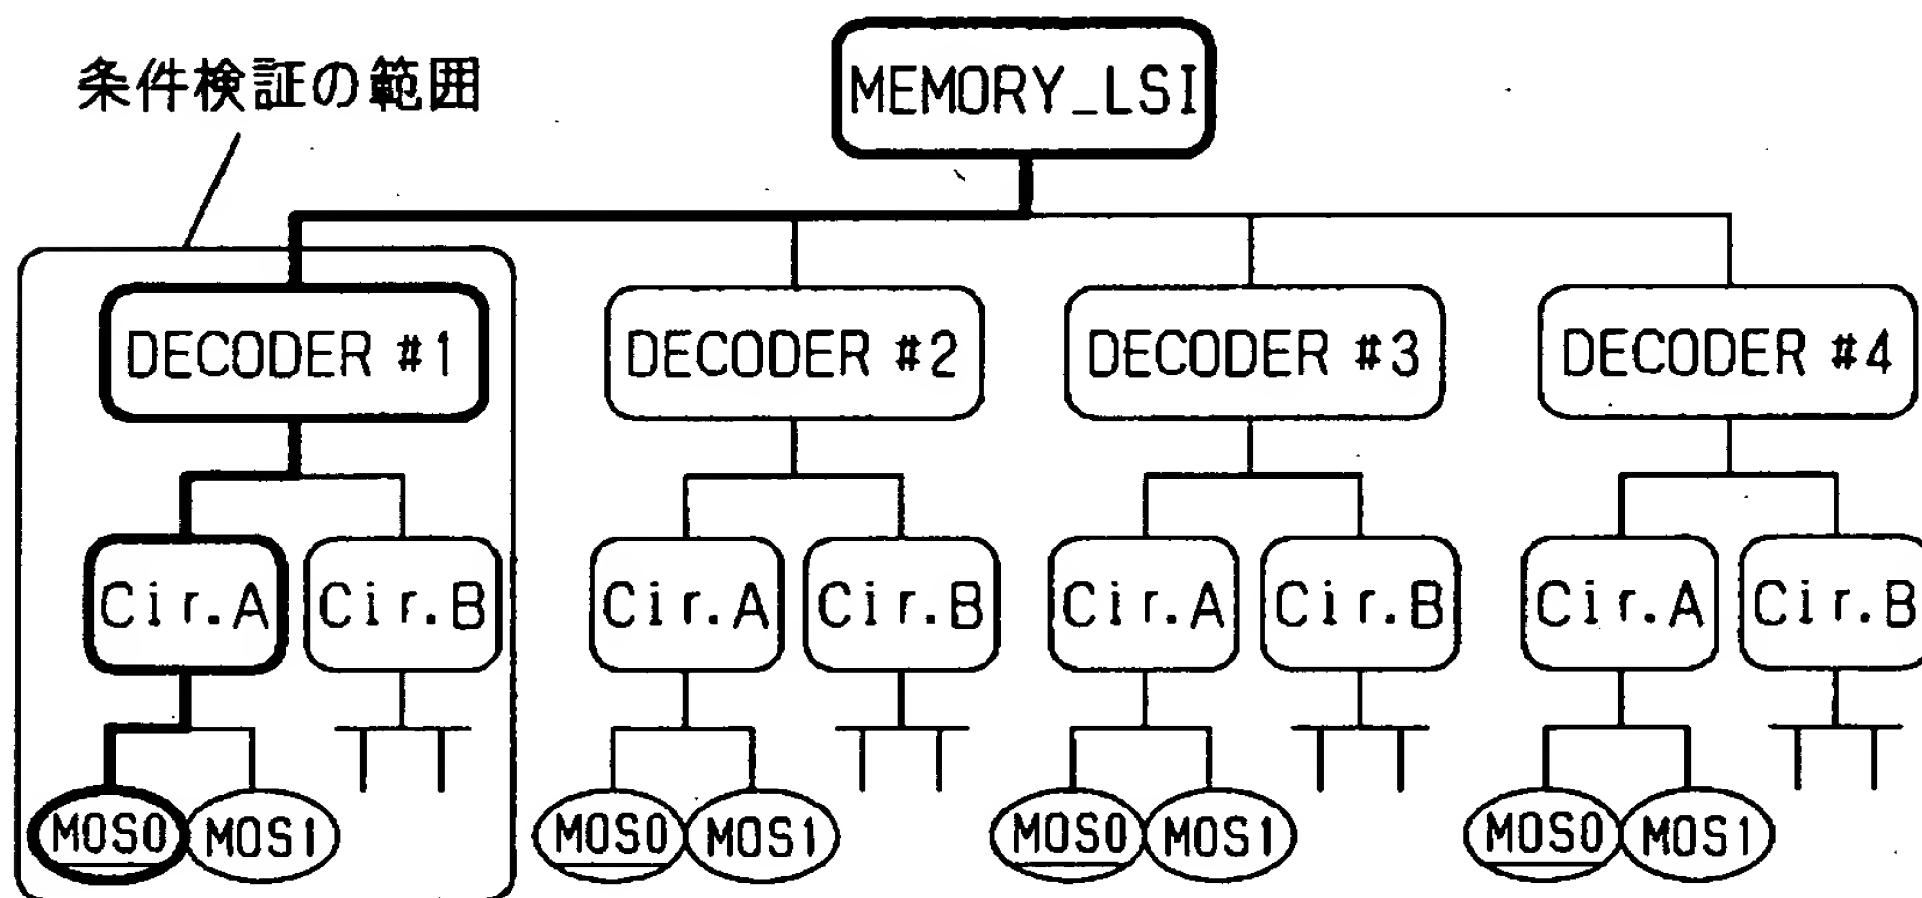 条件検証の範囲
MEMORY_LSI
DECODER #1
DECODER #2
DECODER #3
DECODER #4
Cir.A
Cir.B
Cir.A
Cir.B
Cir.A
Cir.B
Cir.A
Cir.B
MOS0
MOS1
MOS0
MOS1
MOS0
MOS1
MOS0
MOS1